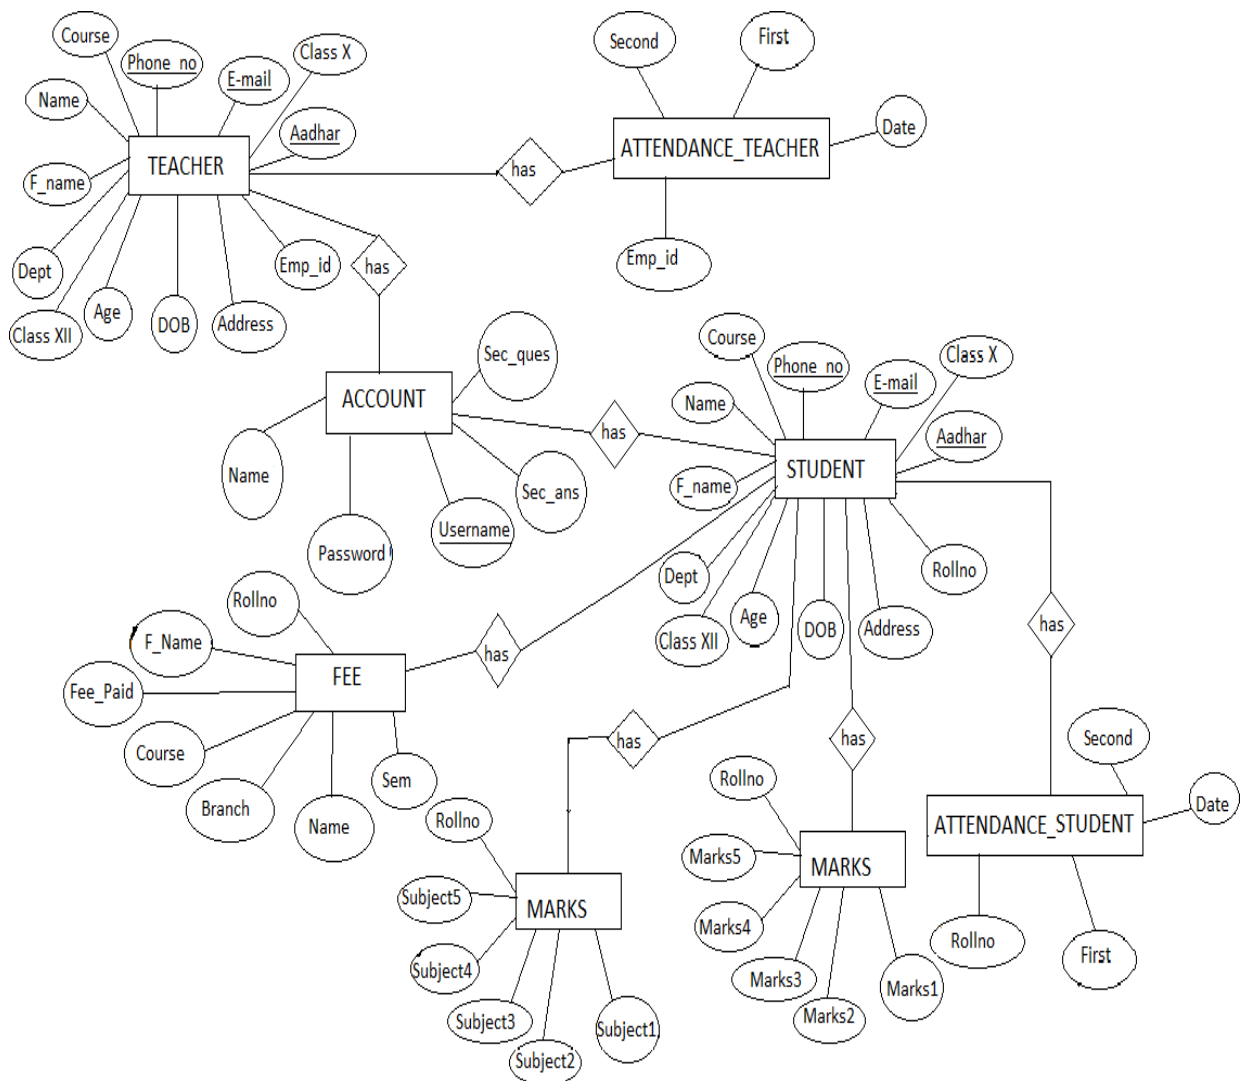 Course
Phone_no
E-mail
Class X
Name
Aadhar
TEACHER
F_name
Dept
Class XII
Age
DOB
Address
Emp_id
has
has
Second
First
ATTENDANCE_TEACHER
Date
Emp_id
ACCOUNT
Sec_ques
Name
Password
Username
Sec_ans
has
Course
Phone_no
E-mail
Class X
Name
Aadhar
STUDENT
F_name
Dept
Class XII
Age
DOB
Address
Rollno
has
has
has
has
Rollno
F_Name
FEE
Fee_Paid
Course
Branch
Name
Sem
Rollno
Subject5
MARKS
Subject4
Subject3
Subject2
Subject1
Rollno
Marks5
MARKS
Marks4
Marks3
Marks2
Marks1
Second
Date
ATTENDANCE_STUDENT
Rollno
First